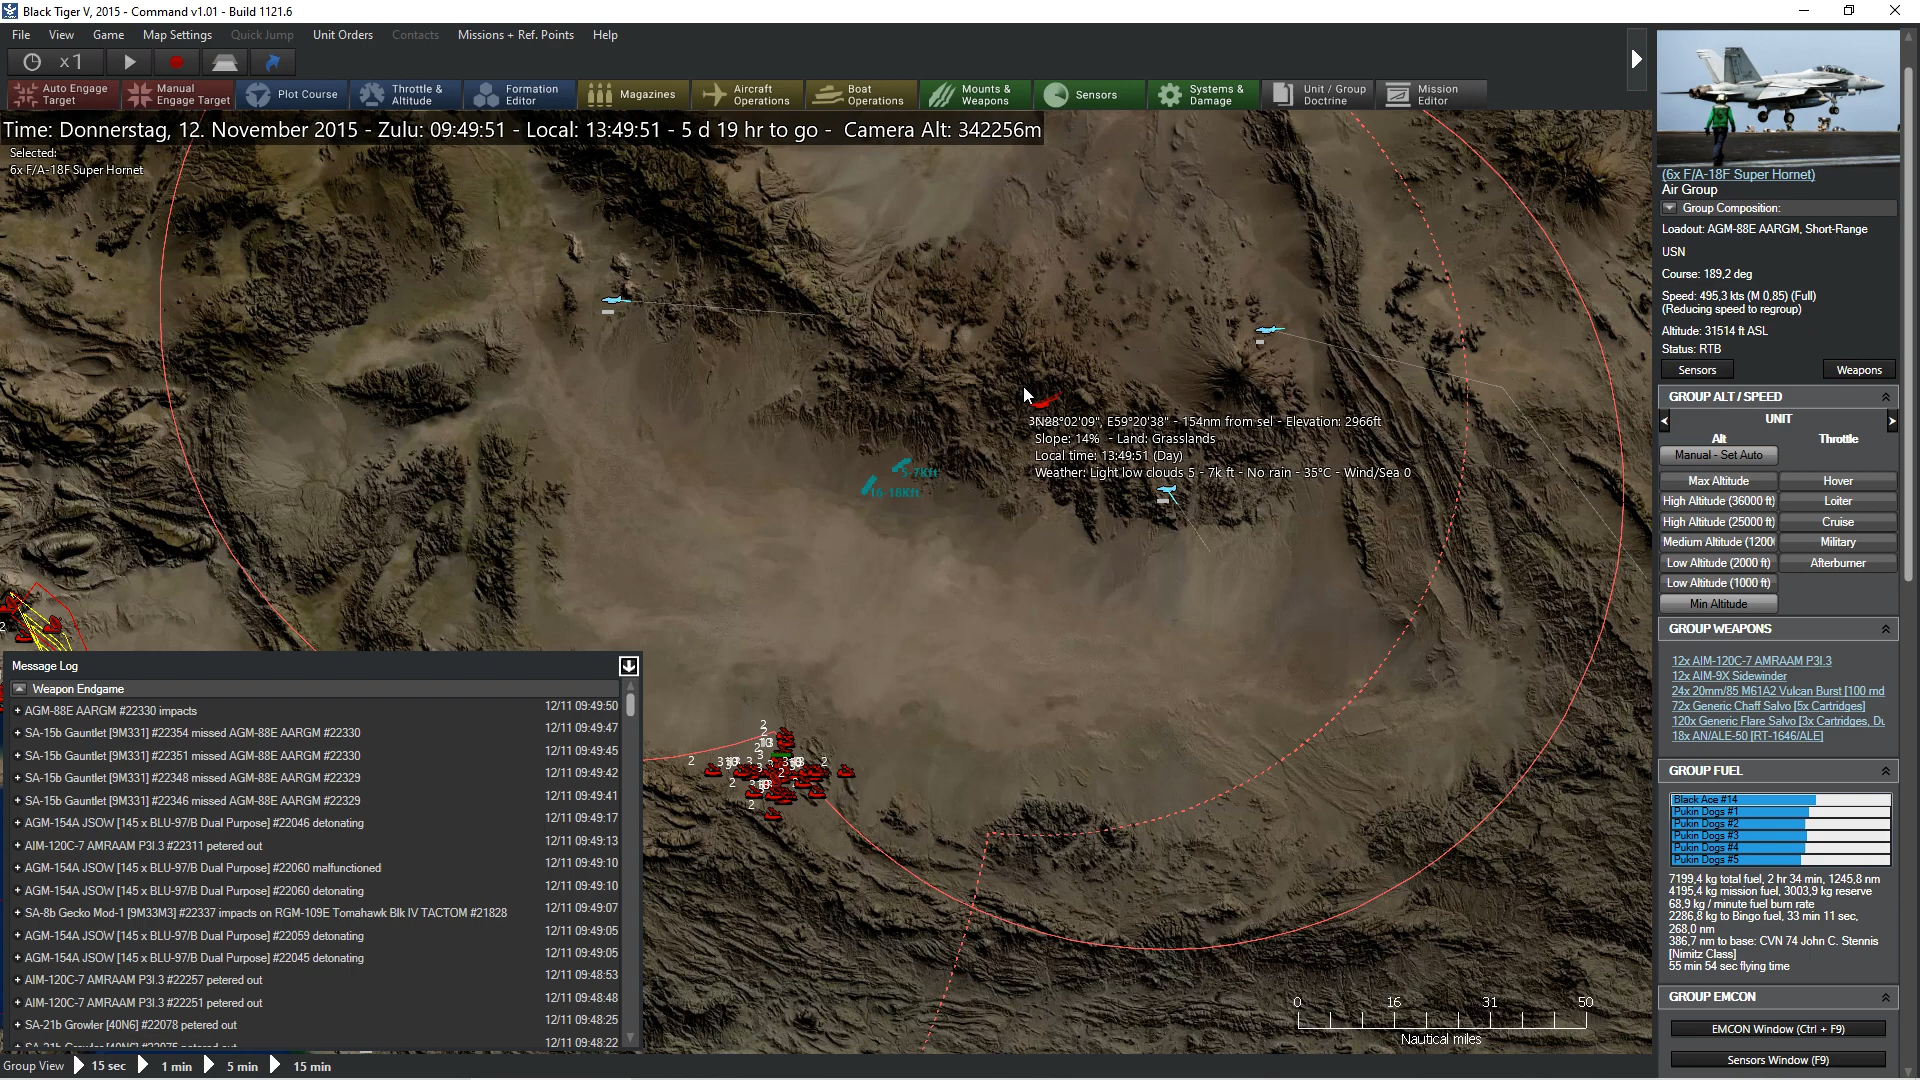 Black Tiger V, 2015 - Command v1.01 - Build 1121.6
File View Game Map Settings Quick Jump Unit Orders Contacts Missions + Ref. Points Help
x1
Auto Engage Target
Manual Engage Target
Plot Course
Throttle & Altitude
Formation Editor
Magazines
Aircraft Operations
Boat Operations
Mounts & Weapons
Sensors
Systems & Damage
Unit / Group Doctrine
Mission Editor
Time: Donnerstag, 12. November 2015 - Zulu: 09:49:51 - Local: 13:49:51 - 5 d 19 hr to go - Camera Alt: 342256m
Selected:
6x F/A-18F Super Hornet
N28°02'09", E59°20'38" - 154nm from sel - Elevation: 2966ft
Slope: 14% - Land: Grasslands
Local time: 13:49:51 (Day)
Weather: Light low clouds 5 - 7k ft - No rain - 35°C - Wind/Sea 0
5-7Kft
16-18Kft
Message Log
Weapon Endgame
AGM-88E AARGM #22330 impacts 12/11 09:49:50
SA-15b Gauntlet [9M331] #22354 missed AGM-88E AARGM #22330 12/11 09:49:47
SA-15b Gauntlet [9M331] #22351 missed AGM-88E AARGM #22330 12/11 09:49:45
SA-15b Gauntlet [9M331] #22348 missed AGM-88E AARGM #22329 12/11 09:49:42
SA-15b Gauntlet [9M331] #22346 missed AGM-88E AARGM #22329 12/11 09:49:41
AGM-154A JSOW [145 x BLU-97/B Dual Purpose] #22046 detonating 12/11 09:49:17
AIM-120C-7 AMRAAM P3I.3 #22311 petered out 12/11 09:49:13
AGM-154A JSOW [145 x BLU-97/B Dual Purpose] #22060 malfunctioned 12/11 09:49:10
AGM-154A JSOW [145 x BLU-97/B Dual Purpose] #22060 detonating 12/11 09:49:10
SA-8b Gecko Mod-1 [9M33M3] #22337 impacts on RGM-109E Tomahawk Blk IV TACTOM #21828 12/11 09:49:07
AGM-154A JSOW [145 x BLU-97/B Dual Purpose] #22059 detonating 12/11 09:49:05
AGM-154A JSOW [145 x BLU-97/B Dual Purpose] #22045 detonating 12/11 09:49:05
AIM-120C-7 AMRAAM P3I.3 #22257 petered out 12/11 09:48:53
AIM-120C-7 AMRAAM P3I.3 #22251 petered out 12/11 09:48:48
SA-21b Growler [40N6] #22078 petered out 12/11 09:48:25
12/11 09:48:22
0 16 31 50
Nautical miles
Group View 15 sec 1 min 5 min 15 min
(6x F/A-18F Super Hornet)
Air Group
Group Composition:
Loadout: AGM-88E AARGM, Short-Range
USN
Course: 189,2 deg
Speed: 495,3 kts (M 0,85) (Full)
(Reducing speed to regroup)
Altitude: 31514 ft ASL
Status: RTB
Sensors Weapons
GROUP ALT / SPEED
UNIT
Alt Throttle
Manual - Set Auto
Max Altitude Hover
High Altitude (36000 ft) Loiter
High Altitude (25000 ft) Cruise
Medium Altitude (1200 Military
Low Altitude (2000 ft) Afterburner
Low Altitude (1000 ft)
Min Altitude
GROUP WEAPONS
12x AIM-120C-7 AMRAAM P3I.3
12x AIM-9X Sidewinder
24x 20mm/85 M61A2 Vulcan Burst [100 rnd
72x Generic Chaff Salvo [5x Cartridges]
120x Generic Flare Salvo [3x Cartridges, Du
18x AN/ALE-50 [RT-1646/ALE]
GROUP FUEL
Black Ace #14
Pukin Dogs #1
Pukin Dogs #2
Pukin Dogs #3
Pukin Dogs #4
Pukin Dogs #5
7199,4 kg total fuel, 2 hr 34 min, 1245,8 nm
4195,4 kg mission fuel, 3003,9 kg reserve
68,9 kg / minute fuel burn rate
2286,8 kg to Bingo fuel, 33 min 11 sec,
268,0 nm
386,7 nm to base: CVN 74 John C. Stennis
[Nimitz Class]
55 min 54 sec flying time
GROUP EMCON
EMCON Window (Ctrl + F9)
Sensors Window (F9)